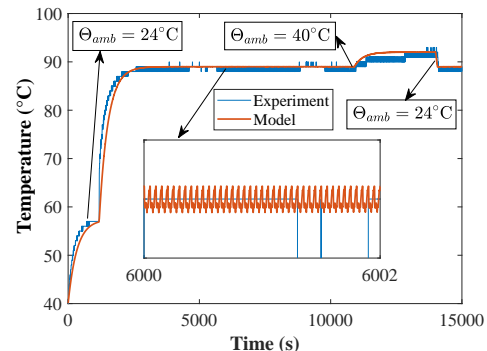 Θamb = 24°C
Θamb = 40°C
Θamb = 24°C
Experiment
Model
6000
6002
Temperature (°C)
100
90
80
70
60
50
40
0
5000
10000
15000
Time (s)